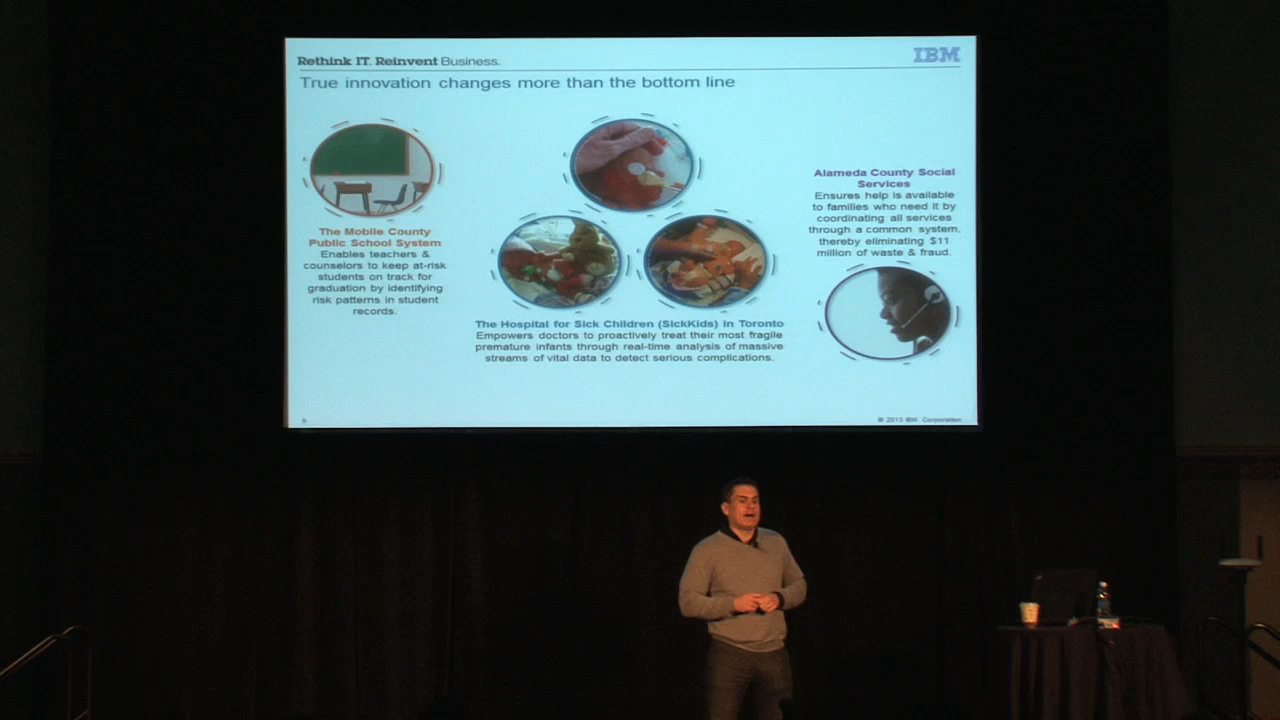 Rethink IT. Reinvent Business.
IBM
True innovation changes more than the bottom line
The Mobile County
Public School System
Enables teachers &
counselors to keep at-risk
students on track for
graduation by identifying
risk patterns in student
records.
The Hospital for Sick Children (SickKids) in Toronto
Empowers doctors to proactively treat their most fragile
premature infants through real-time analysis of massive
streams of vital data to detect serious complications.
Alameda County Social
Services
Ensures help is available
to families who need it by
coordinating all services
through a common system,
thereby eliminating $11
million of waste & fraud.
© 2013 IBM Corporation